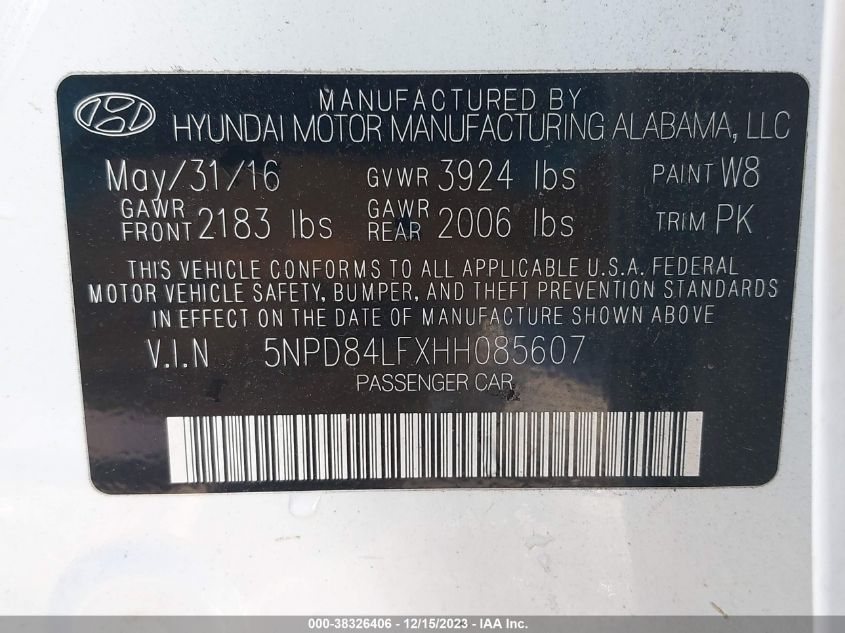 MANUFACTURED BY
HYUNDAI MOTOR MANUFACTURING ALABAMA, LLC
May/31/16 GVWR 3924 lbs PAINT W8
GAWR FRONT 2183 lbs GAWR REAR 2006 lbs TRIM PK
THIS VEHICLE CONFORMS TO ALL APPLICABLE U.S.A. FEDERAL
MOTOR VEHICLE SAFETY, BUMPER, AND THEFT PREVENTION STANDARDS
IN EFFECT ON THE DATE OF MANUFACTURE SHOWN ABOVE.
V.I.N 5NPD84LFXHH085607
PASSENGER CAR
000-38326406 - 12/15/2023 - IAA Inc.